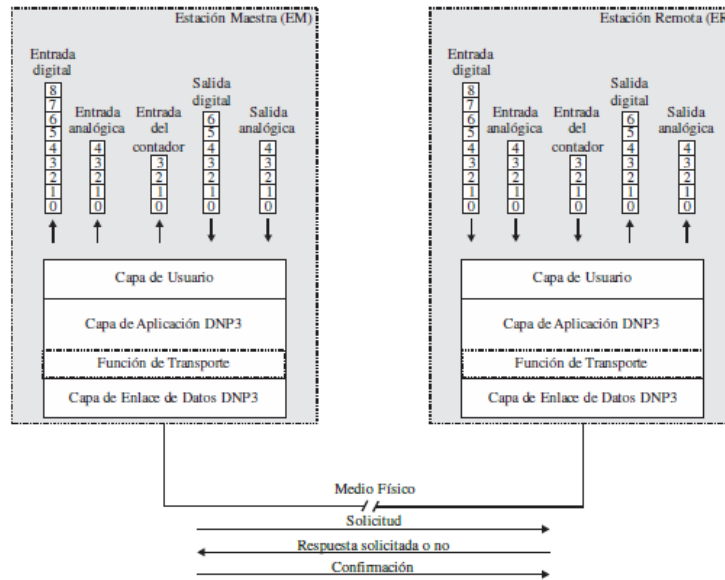 Estación Maestra (EM)
Entrada
digital
8
7
6
5
4
3
2
1
0
Entrada
analógica
4
3
2
1
0
Entrada
del
contador
3
2
1
0
Salida
digital
6
5
4
3
2
1
0
Salida
analógica
4
3
2
1
0
Capa de Usuario
Capa de Aplicación DNP3
Función de Transporte
Capa de Enlace de Datos DNP3
Estación Remota (ER
Entrada
digital
8
7
6
5
4
3
2
1
0
Entrada
analógica
4
3
2
1
0
Entrada
del
contador
3
2
1
0
Salida
digital
6
5
4
3
2
1
0
Salida
analógica
4
3
2
1
0
Capa de Usuario
Capa de Aplicación DNP3
Función de Transporte
Capa de Enlace de Datos DNP3
Medio Físico
Solicitud
Respuesta solicitada o no
Confirmación